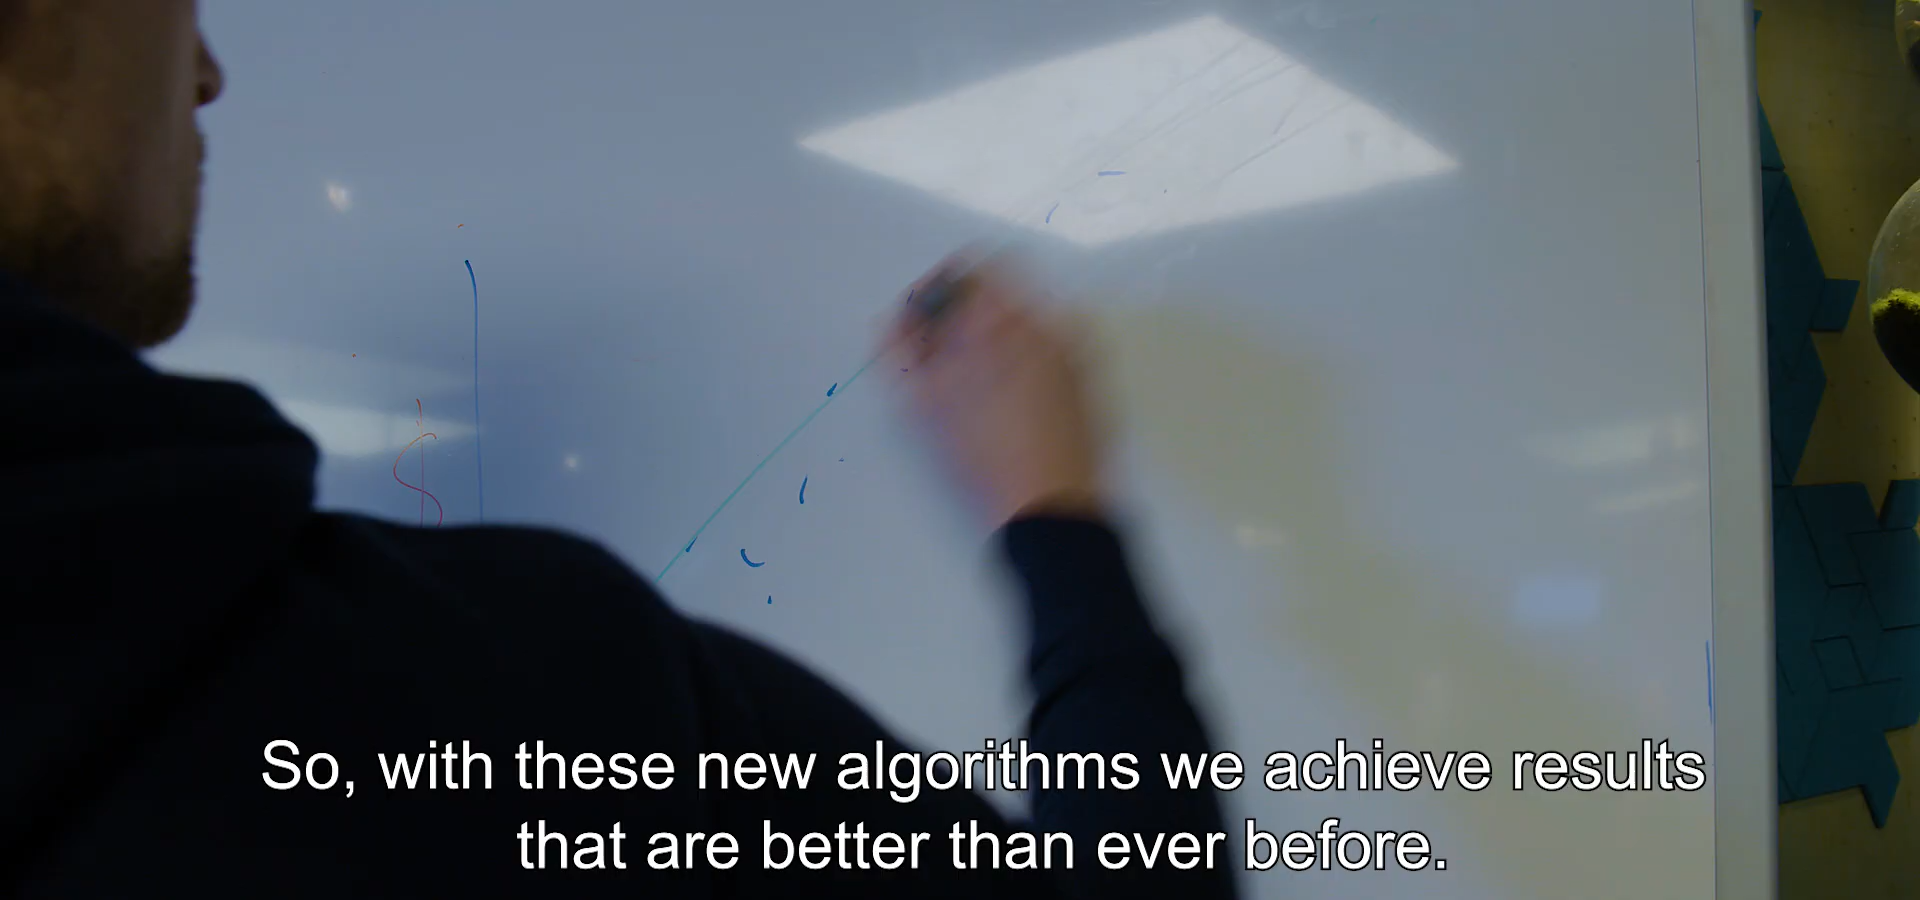 So, with these new algorithms we achieve results
that are better than ever before.